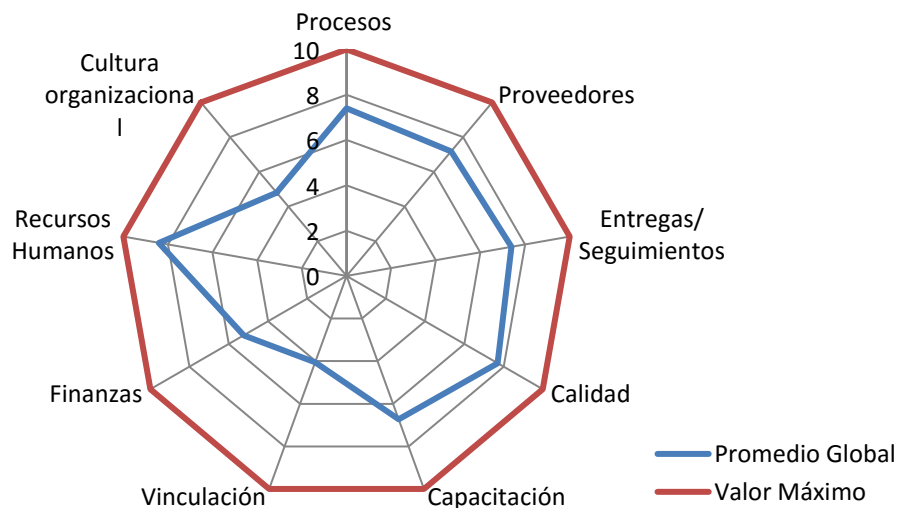 Procesos
10
8
6
4
2
0
Proveedores
Entregas/
Seguimientos
Calidad
Capacitación
Vinculación
Finanzas
Recursos
Humanos
Cultura
organizaciona
l
Promedio Global
Valor Máximo